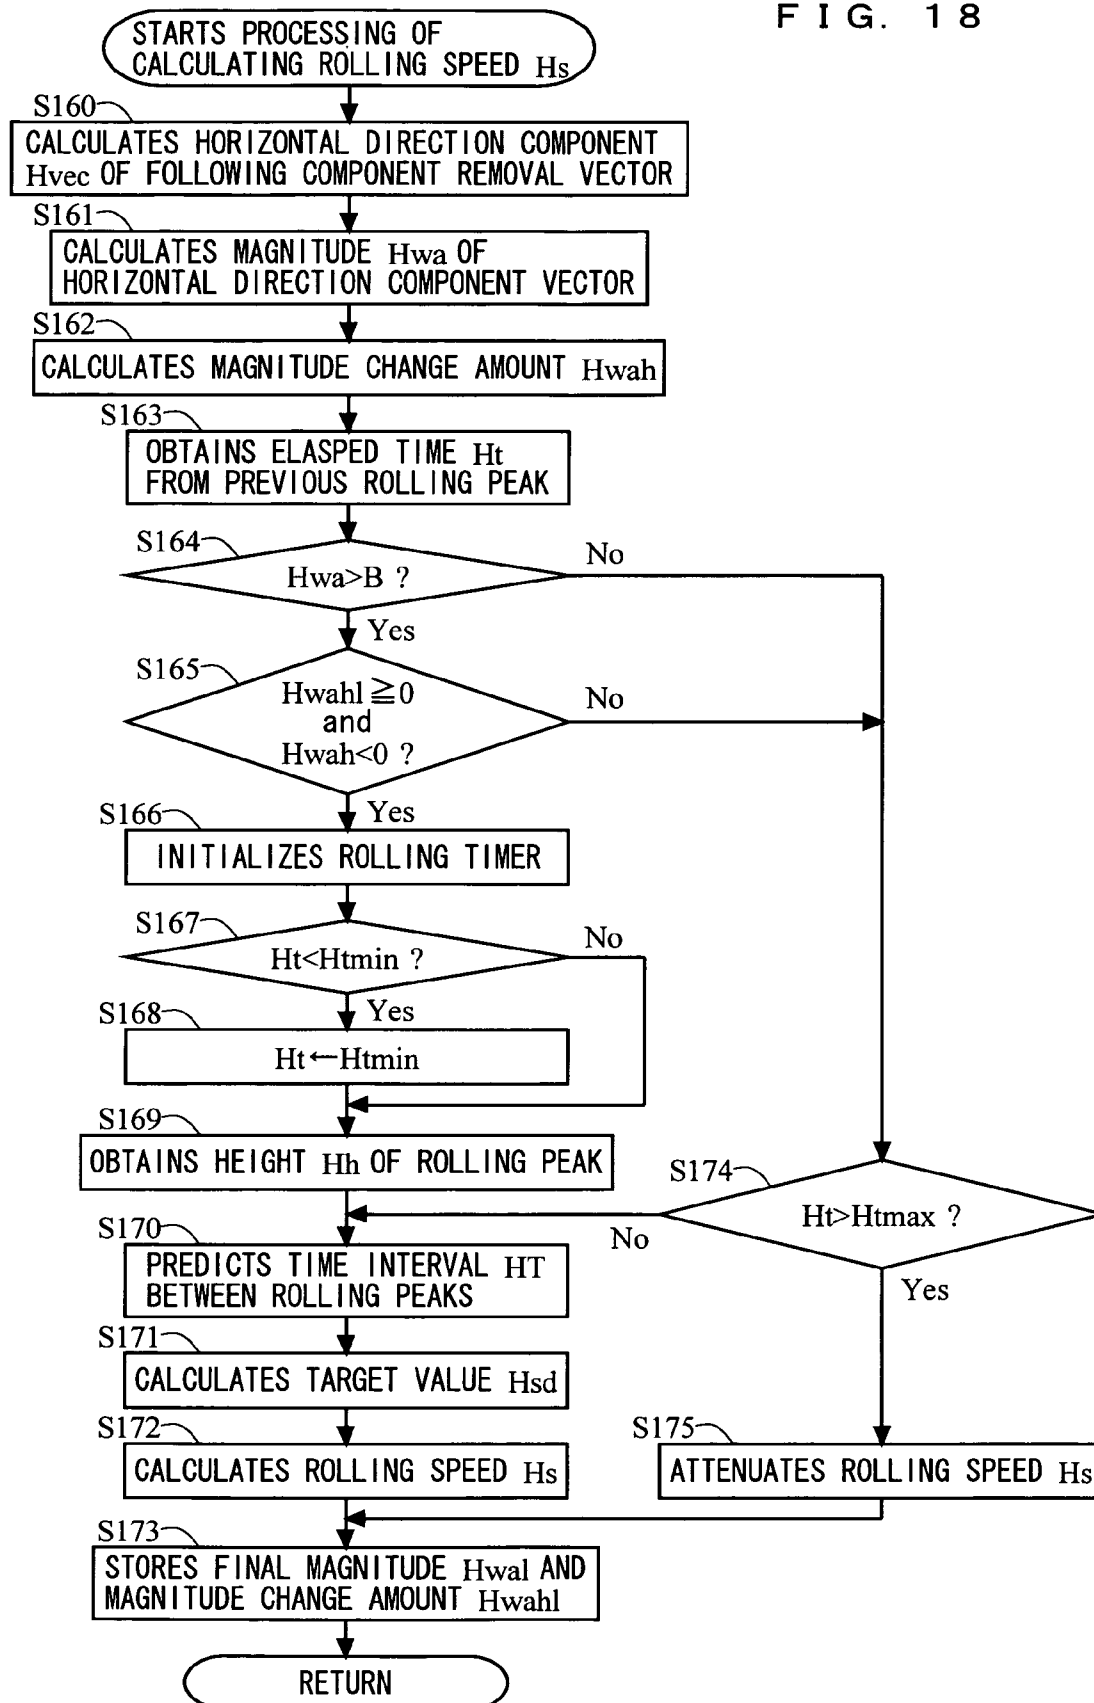 FIG. 18
STARTS PROCESSING OF
CALCULATING ROLLING SPEED Hs
S160
CALCULATES HORIZONTAL DIRECTION COMPONENT
Hvec OF FOLLOWING COMPONENT REMOVAL VECTOR
S161
CALCULATES MAGNITUDE Hwa OF
HORIZONTAL DIRECTION COMPONENT VECTOR
S162
CALCULATES MAGNITUDE CHANGE AMOUNT Hwah
S163
OBTAINS ELASPED TIME Ht
FROM PREVIOUS ROLLING PEAK
S164
Hwa>B ?
No
Yes
S165
Hwahl ≧0
and
Hwah<0 ?
No
Yes
S166
INITIALIZES ROLLING TIMER
S167
Ht<Htmin ?
No
Yes
S168
Ht←Htmin
S169
OBTAINS HEIGHT Hh OF ROLLING PEAK
S174
Ht>Htmax ?
No
Yes
S170
PREDICTS TIME INTERVAL HT
BETWEEN ROLLING PEAKS
S171
CALCULATES TARGET VALUE Hsd
S172
CALCULATES ROLLING SPEED Hs
S175
ATTENUATES ROLLING SPEED Hs
S173
STORES FINAL MAGNITUDE Hwal AND
MAGNITUDE CHANGE AMOUNT Hwahl
RETURN